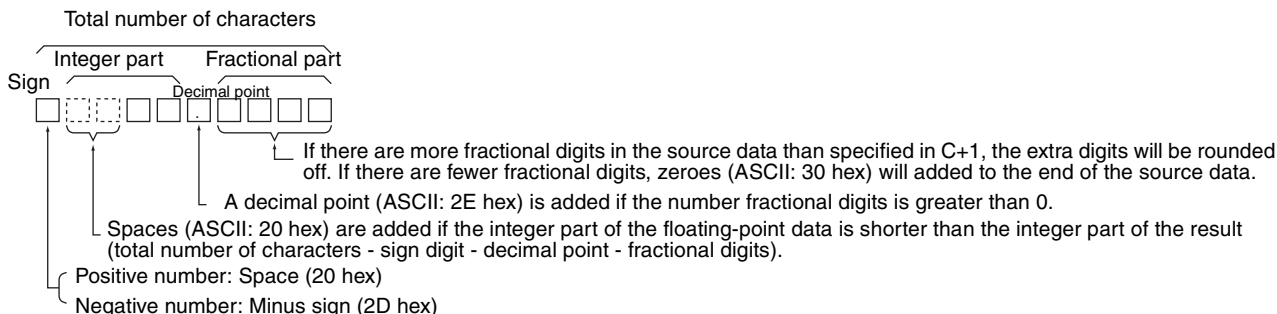 Total number of characters
Integer part Fractional part
Sign
Decimal point
.
If there are more fractional digits in the source data than specified in C+1, the extra digits will be rounded
off. If there are fewer fractional digits, zeroes (ASCII: 30 hex) will added to the end of the source data.
A decimal point (ASCII: 2E hex) is added if the number fractional digits is greater than 0.
Spaces (ASCII: 20 hex) are added if the integer part of the floating-point data is shorter than the integer part of the result
(total number of characters - sign digit - decimal point - fractional digits).
Positive number: Space (20 hex)
Negative number: Minus sign (2D hex)